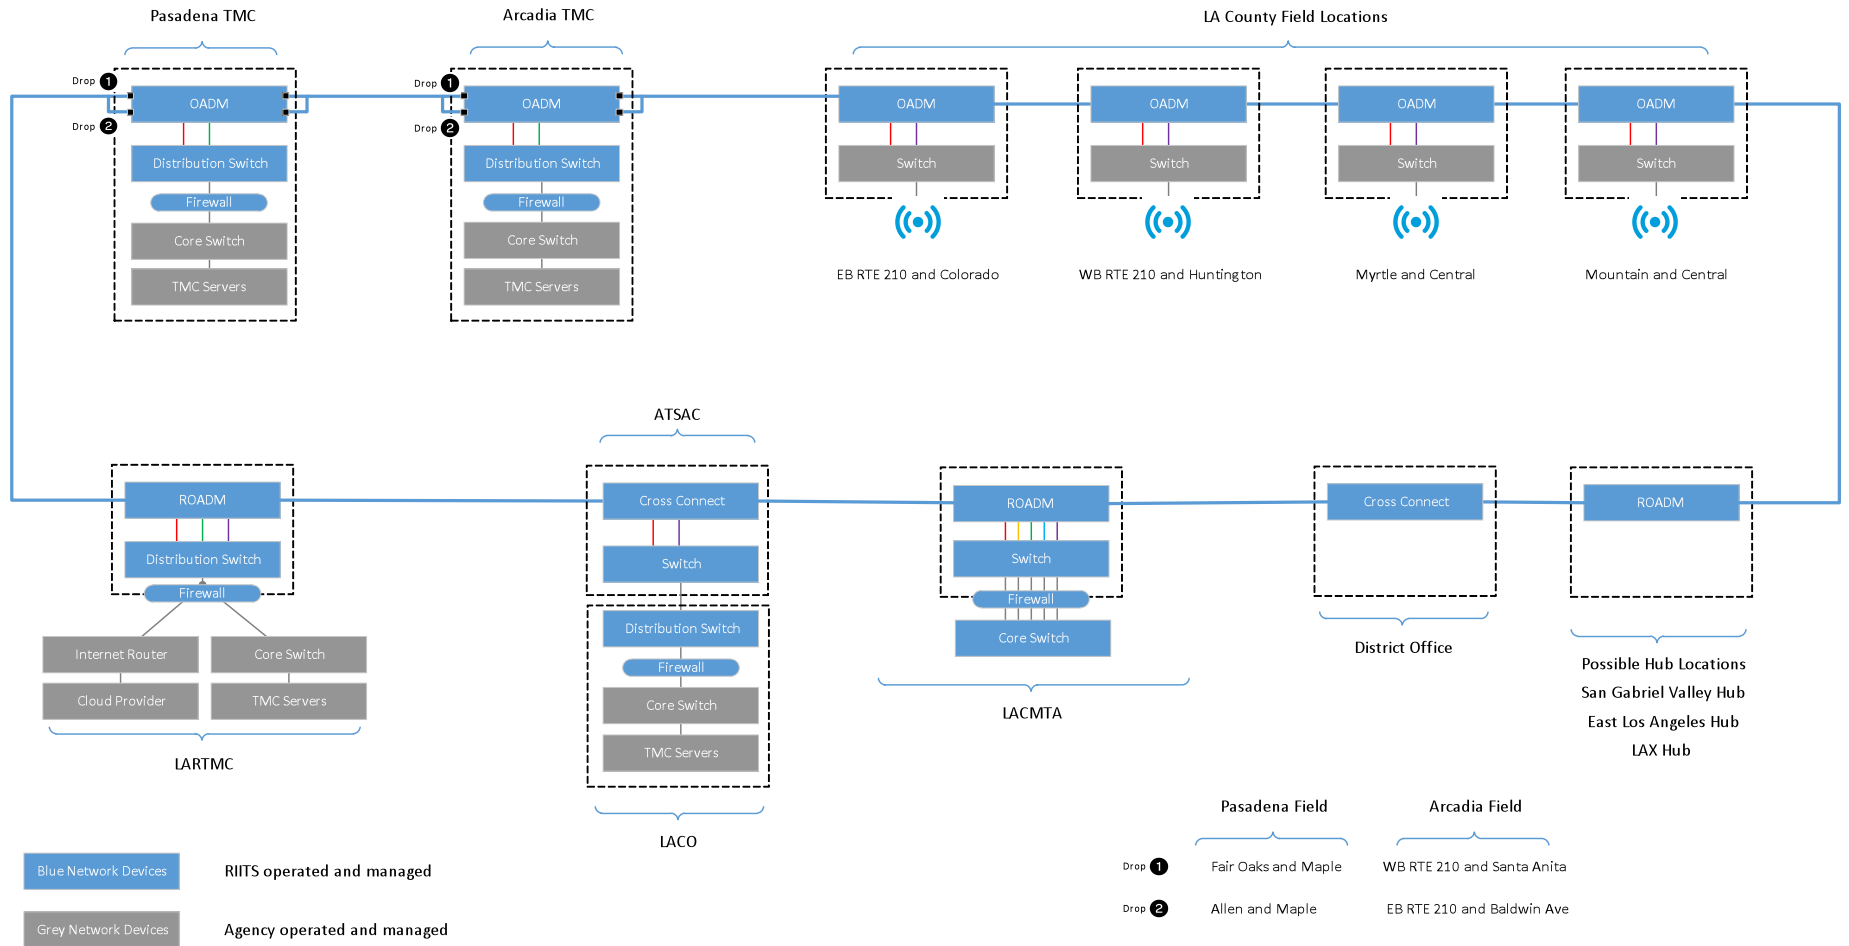 Pasadena TMC
Arcadia TMC
LA County Field Locations
Drop 1
OADM
Drop 2
Distribution Switch
Firewall
Core Switch
TMC Servers
Drop 1
OADM
Drop 2
Distribution Switch
Firewall
Core Switch
TMC Servers
OADM
Switch
EB RTE 210 and Colorado
OADM
Switch
WB RTE 210 and Huntington
OADM
Switch
Myrtle and Central
OADM
Switch
Mountain and Central
ROADM
Distribution Switch
Firewall
Internet Router
Core Switch
Cloud Provider
TMC Servers
LARTMC
ATSAC
Cross Connect
Switch
Distribution Switch
Firewall
Core Switch
TMC Servers
LACO
ROADM
Switch
Firewall
Core Switch
LACMTA
Cross Connect
District Office
ROADM
Possible Hub Locations
San Gabriel Valley Hub
East Los Angeles Hub
LAX Hub
Pasadena Field
Arcadia Field
Drop 1
Fair Oaks and Maple
WB RTE 210 and Santa Anita
Drop 2
Allen and Maple
EB RTE 210 and Baldwin Ave
Blue Network Devices
RIITS operated and managed
Grey Network Devices
Agency operated and managed